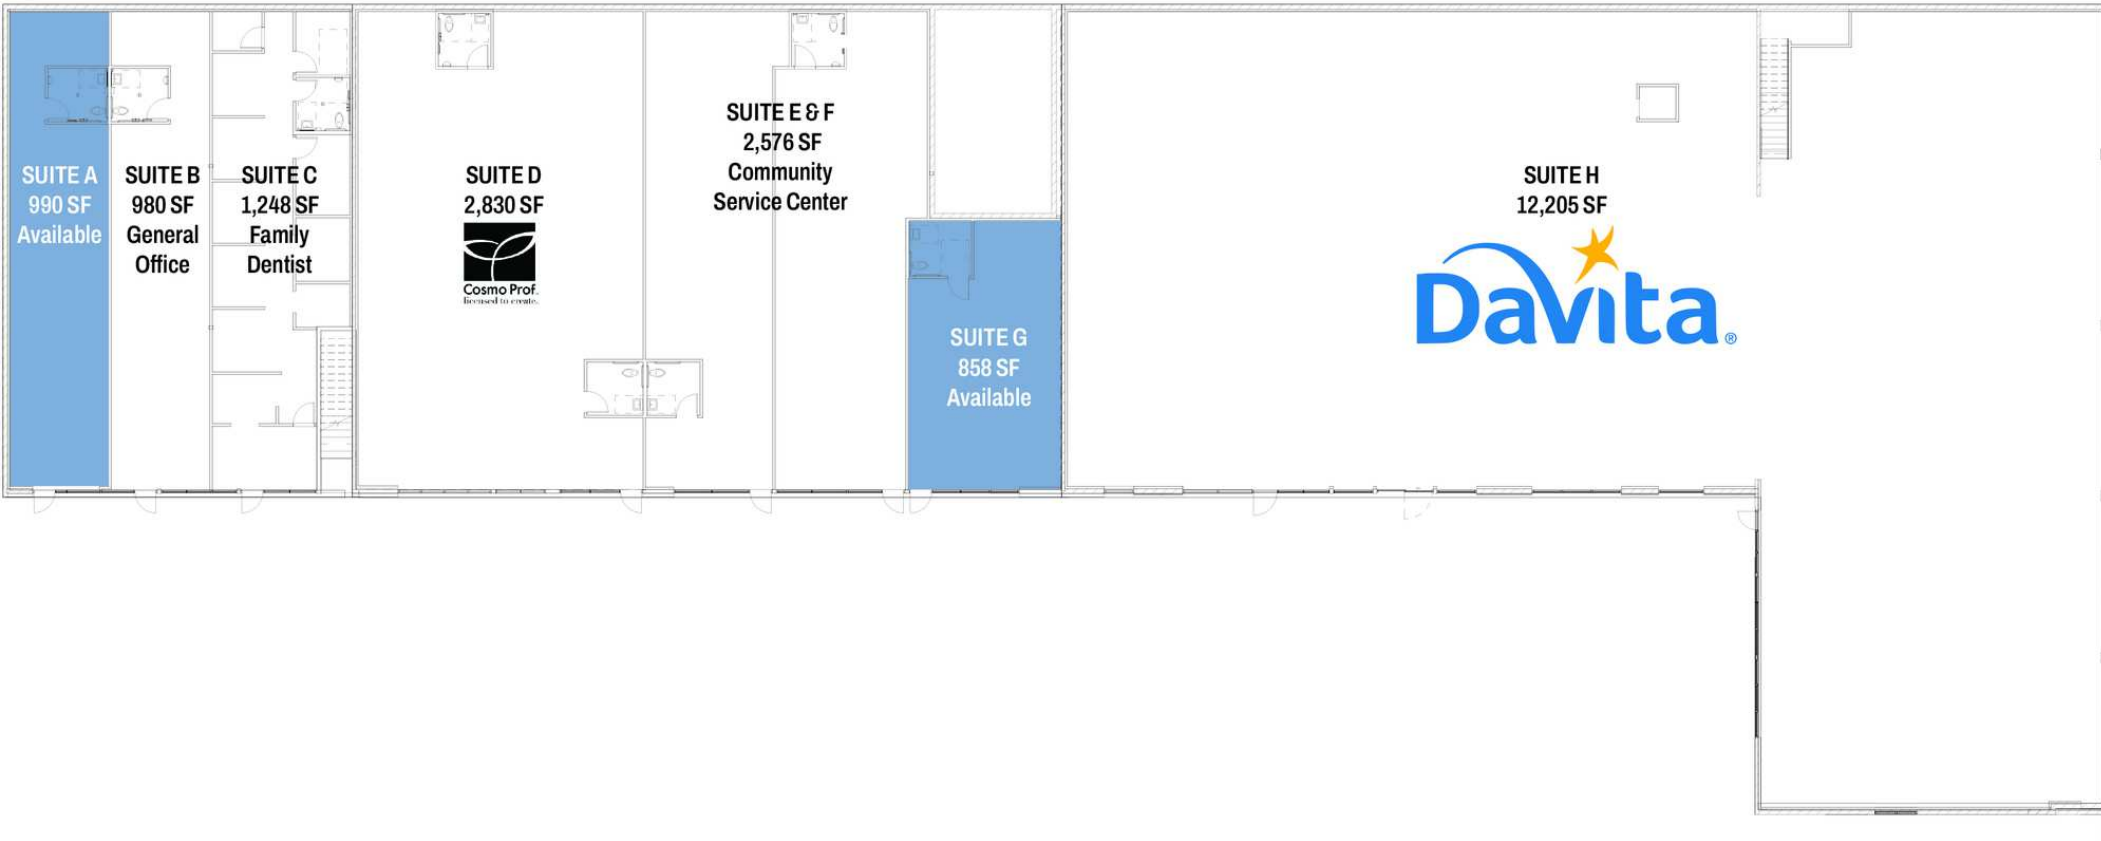 SUITE A
990 SF
Available
SUITE B
980 SF
General
Office
SUITE C
1,248 SF
Family
Dentist
SUITE D
2,830 SF
Cosmo Prof.
licensed to create.
SUITE E & F
2,576 SF
Community
Service Center
SUITE G
858 SF
Available
SUITE H
12,205 SF
DaVita®